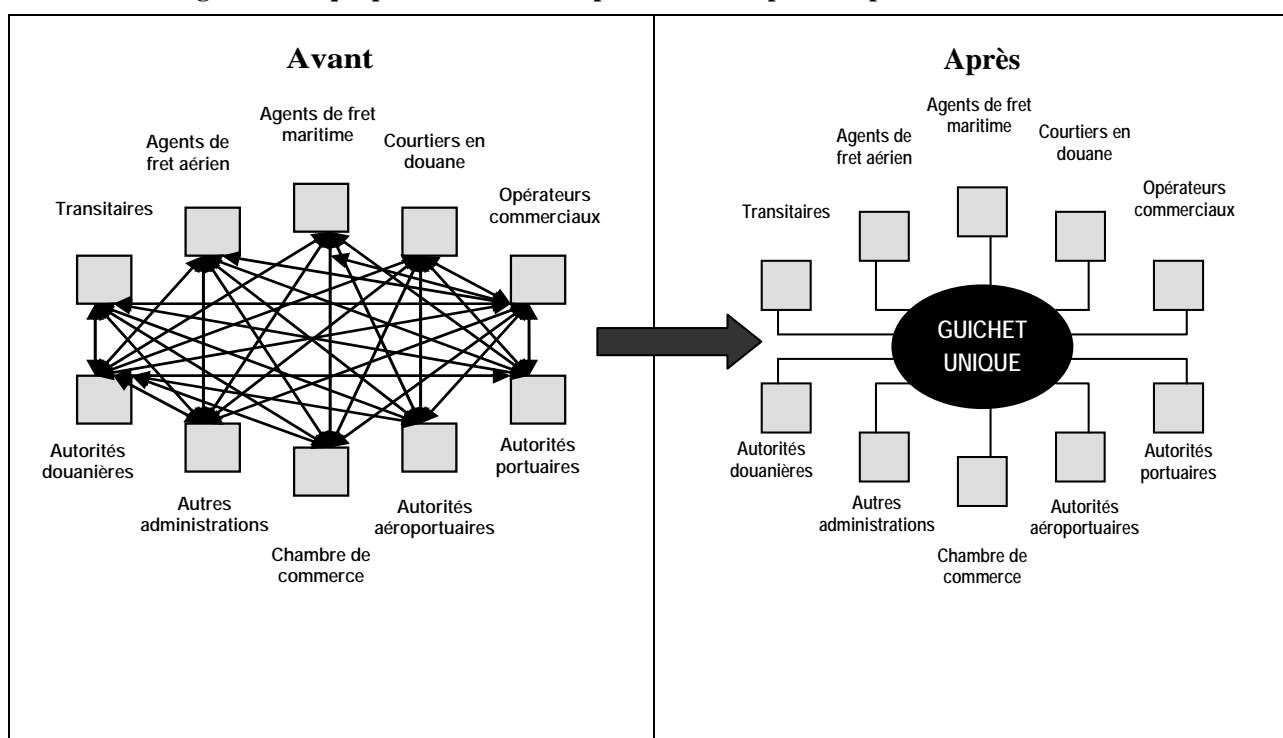 Avant
Agents de fret
maritime
Agents de
fret aérien
Courtiers en
douane
Transitaires
Opérateurs
commerciaux
Autorités
douanières
Autres
administrations
Chambre de
commerce
Autorités
aéroportuaires
Autorités
portuaires
Après
Agents de fret
maritime
Agents de
fret aérien
Courtiers en
douane
Transitaires
Opérateurs
commerciaux
GUICHET
UNIQUE
Autorités
douanières
Autres
administrations
Chambre de
commerce
Autorités
aéroportuaires
Autorités
portuaires